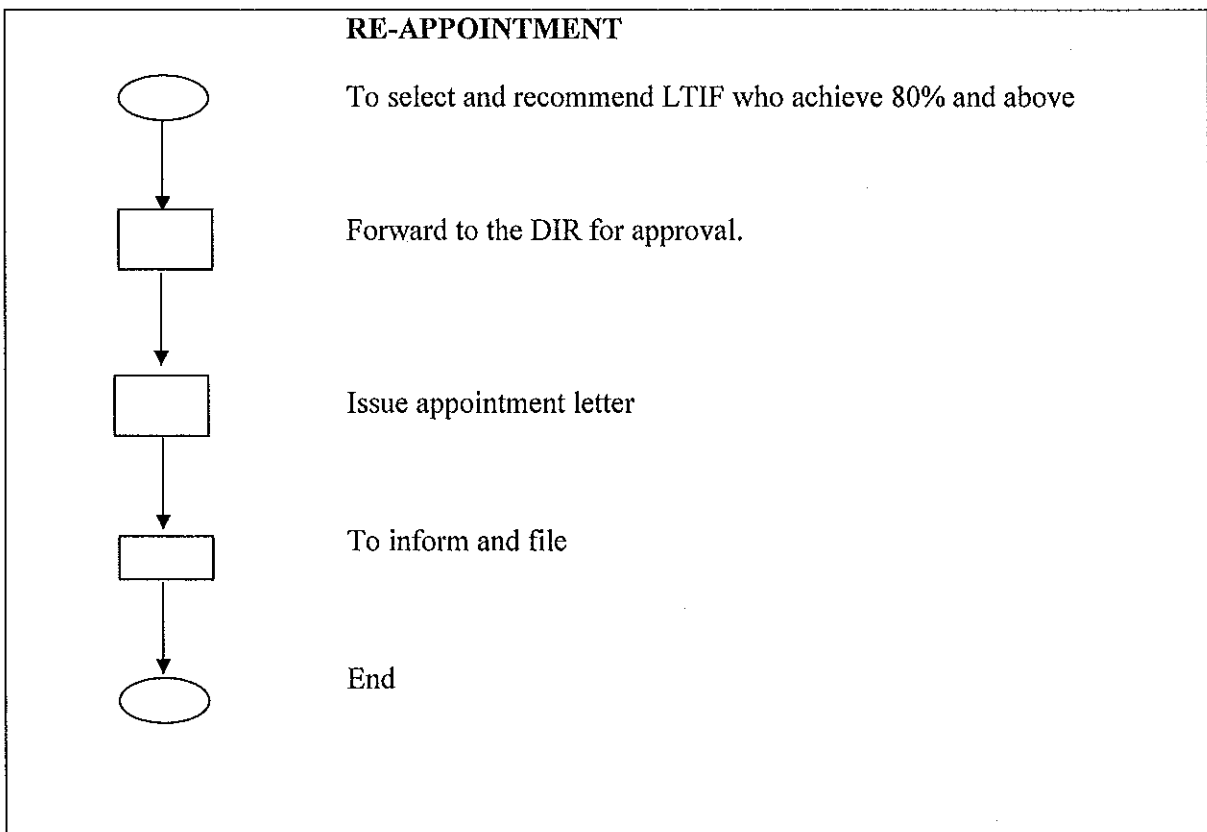 RE-APPOINTMENT
To select and recommend LTIF who achieve 80% and above
Forward to the DIR for approval.
Issue appointment letter
To inform and file
End